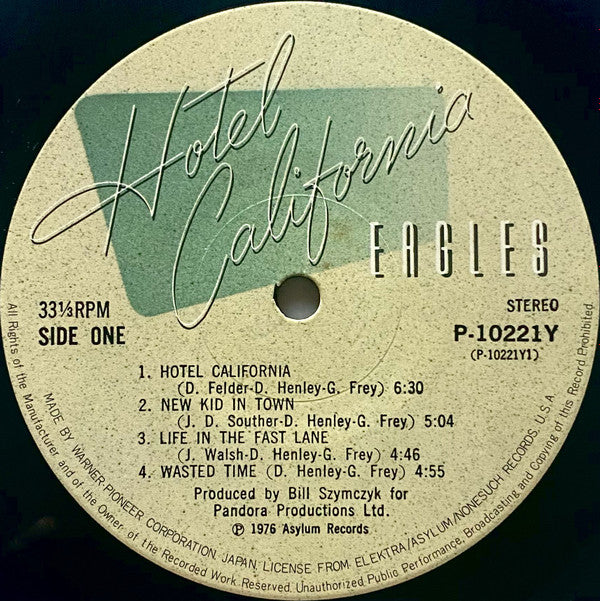 Hotel
California
EAGLES
33⅓RPM
SIDE ONE
STEREO
P-10221Y
(P-10221Y1)
1. HOTEL CALIFORNIA
(D. Felder-D. Henley-G. Frey) 6:30
2. NEW KID IN TOWN
(J. D. Souther-D. Henley-G. Frey) 5:04
3. LIFE IN THE FAST LANE
(J. Walsh-D. Henley-G. Frey) 4:46
4. WASTED TIME (D. Henley-G. Frey) 4:55
Produced by Bill Szymczyk for
Pandora Productions Ltd.
℗ 1976 Asylum Records
MADE BY WARNER-PIONEER CORPORATION, JAPAN, LICENSE FROM ELEKTRA/ASYLUM/NONESUCH RECORDS, U.S.A
All Rights of the Manufacturer and of the Owner of the Recorded Work Reserved. Unauthorized Public Performance, Broadcasting and Copying of this Record Prohibited.